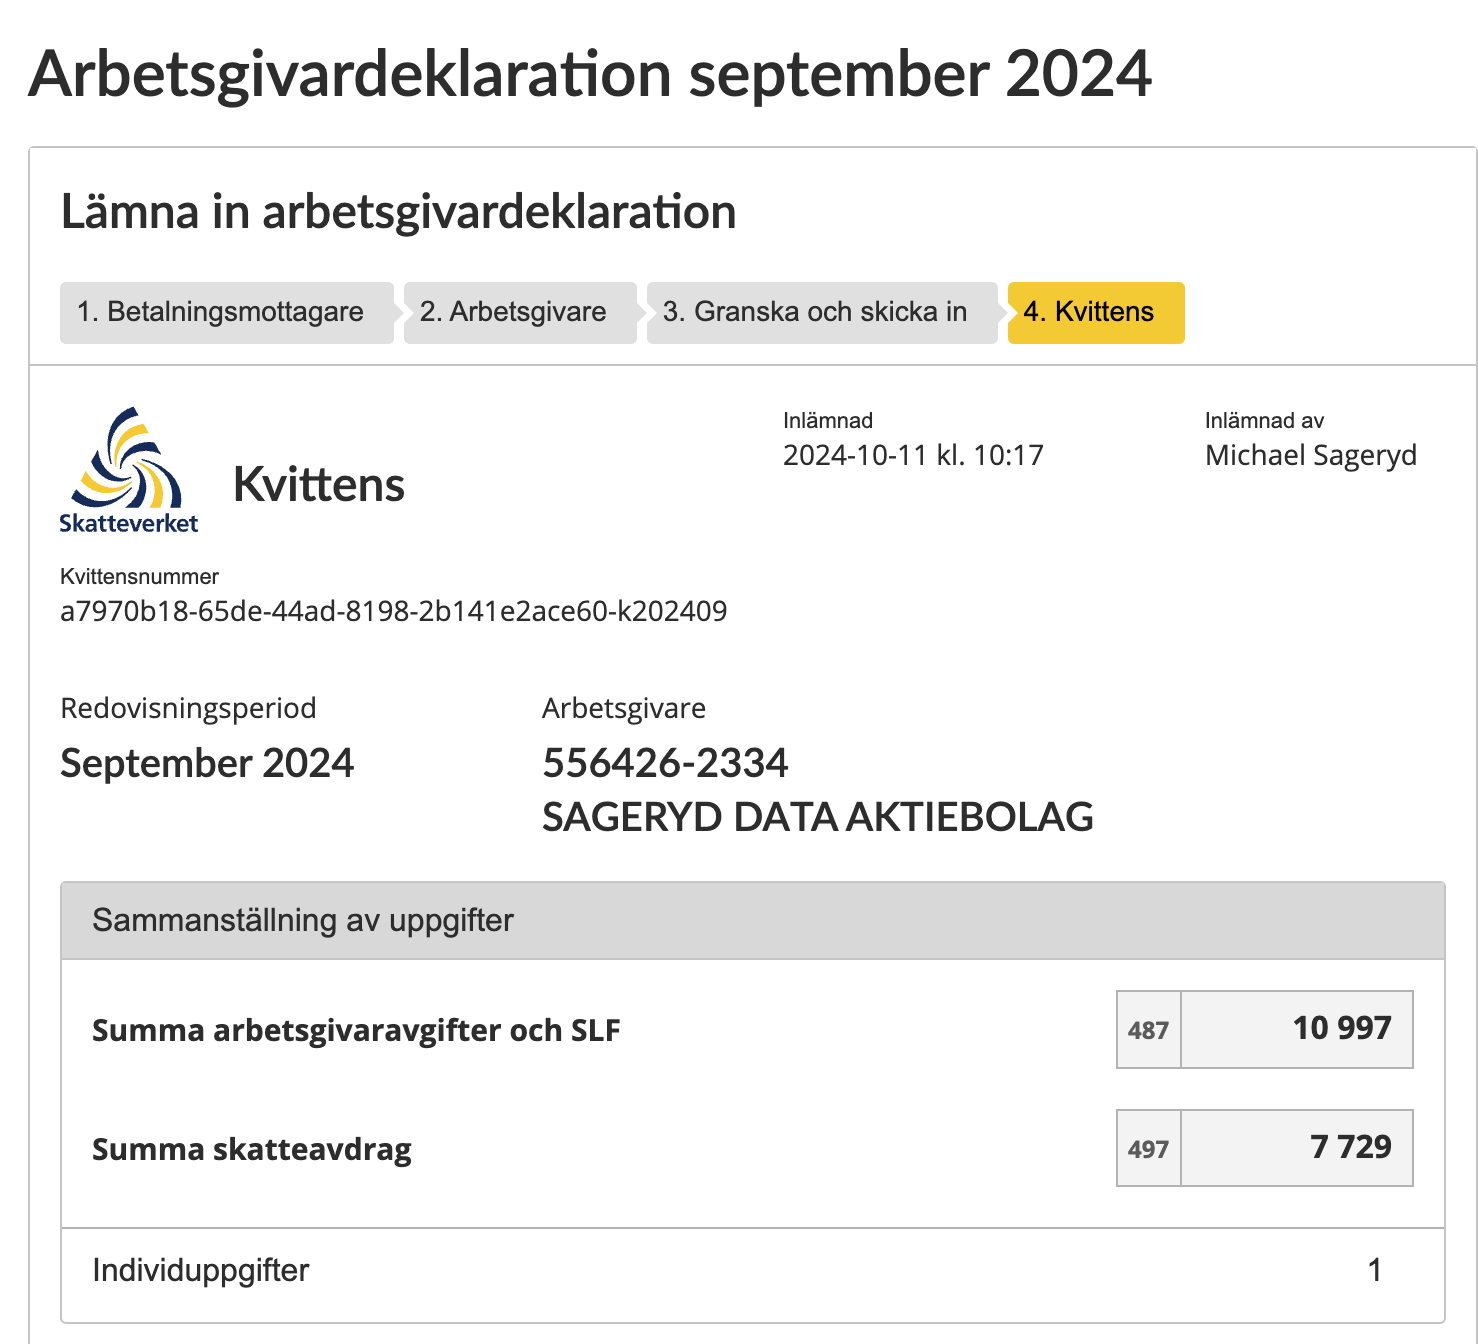 Arbetsgivardeklaration september 2024
Lämna in arbetsgivardeklaration
1. Betalningsmottagare
2. Arbetsgivare
3. Granska och skicka in
4. Kvittens
Skatteverket
Kvittens
Inlämnad
2024-10-11 kl. 10:17
Inlämnad av
Michael Sageryd
Kvittensnummer
a7970b18-65de-44ad-8198-2b141e2ace60-k202409
Redovisningsperiod
September 2024
Arbetsgivare
556426-2334
SAGERYD DATA AKTIEBOLAG
Sammanställning av uppgifter
Summa arbetsgivaravgifter och SLF 487 10 997
Summa skatteavdrag 497 7 729
Individuppgifter 1